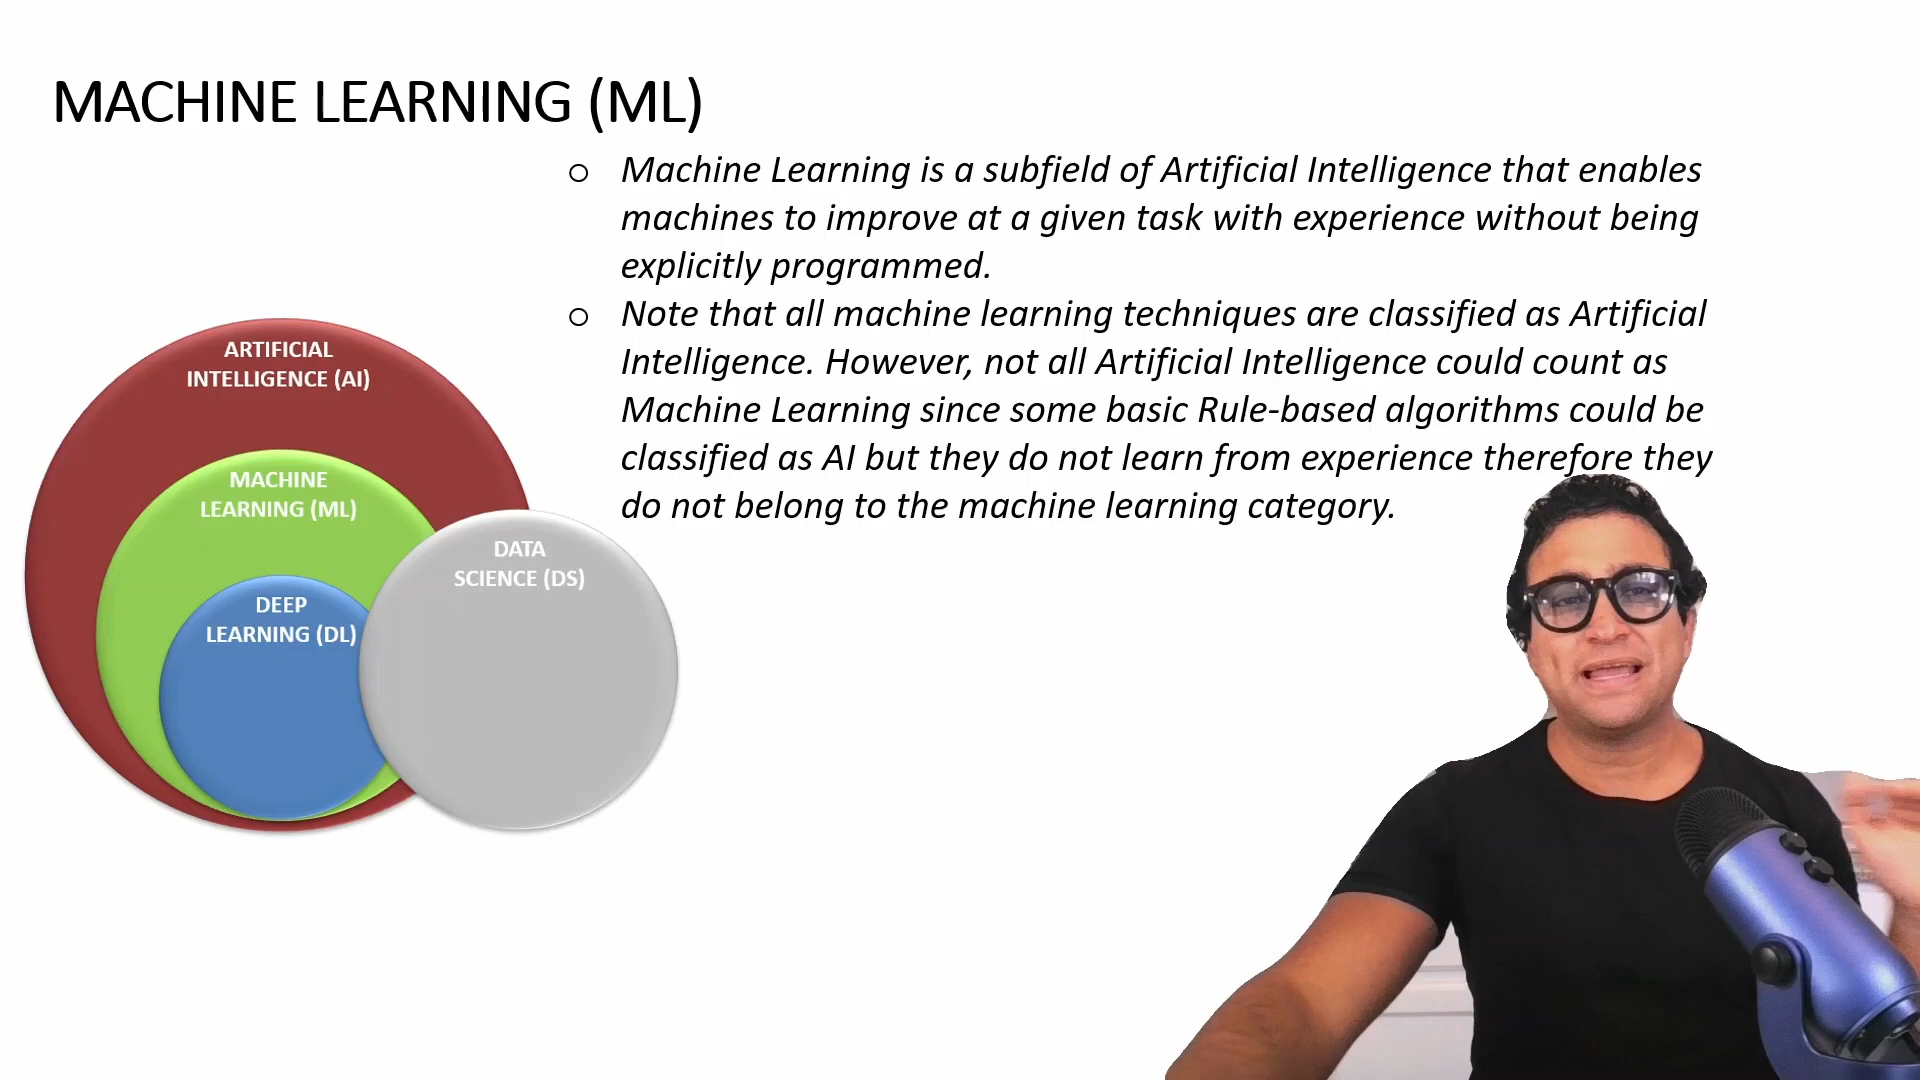 MACHINE LEARNING (ML)
o Machine Learning is a subfield of Artificial Intelligence that enables
machines to improve at a given task with experience without being
explicitly programmed.
o Note that all machine learning techniques are classified as Artificial
Intelligence. However, not all Artificial Intelligence could count as
Machine Learning since some basic Rule-based algorithms could be
classified as AI but they do not learn from experience therefore they
do not belong to the machine learning category.
ARTIFICIAL
INTELLIGENCE (AI)
MACHINE
LEARNING (ML)
DEEP
LEARNING (DL)
DATA
SCIENCE (DS)